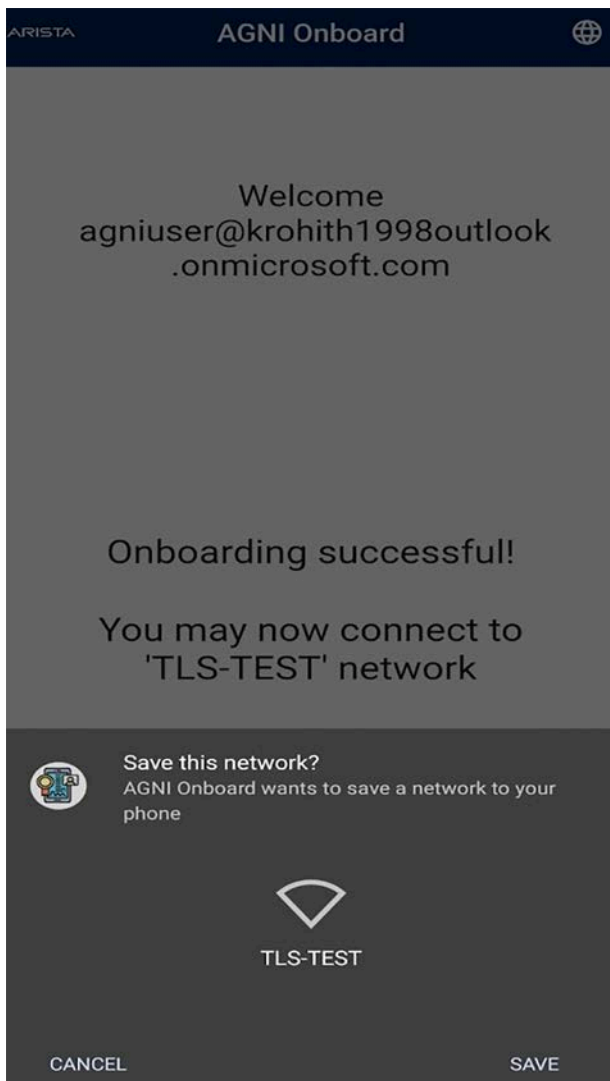 ARISTA
AGNI Onboard
Welcome
agniuser@krohith1998outlook
.onmicrosoft.com
Onboarding successful!
You may now connect to
'TLS-TEST' network
Save this network?
AGNI Onboard wants to save a network to your
phone
TLS-TEST
CANCEL
SAVE